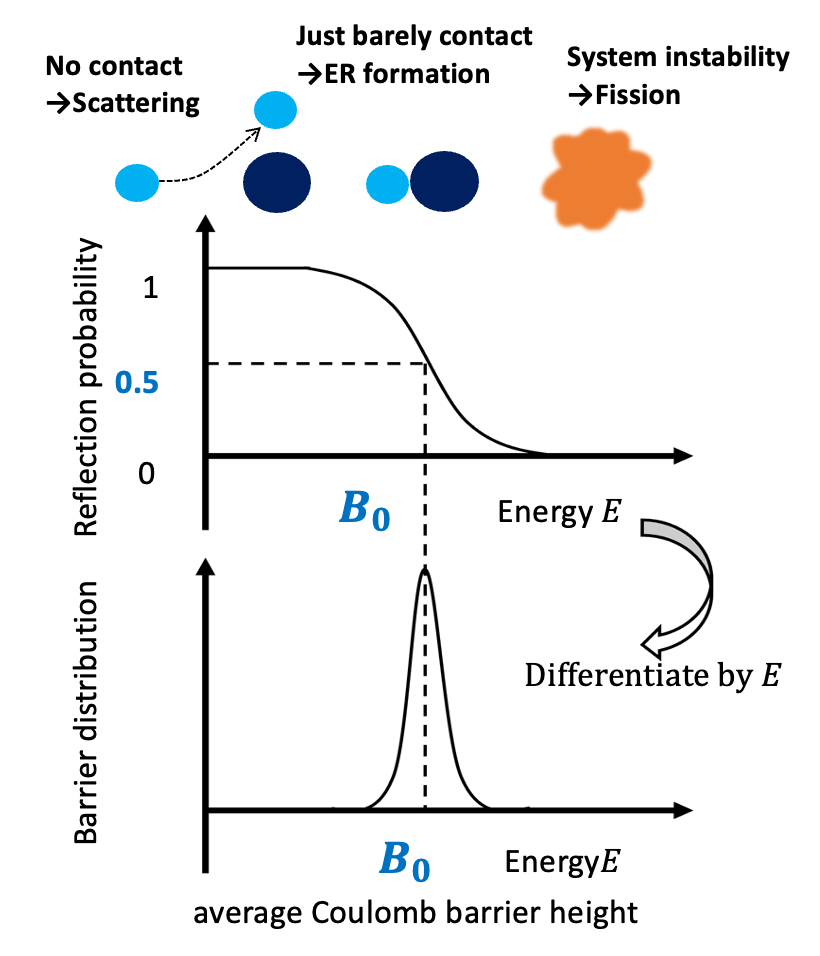 No contact
→Scattering
Just barely contact
→ER formation
System instability
→Fission
Reflection probability
1
0.5
0
B₀
Energy E
Differentiate by E
Barrier distribution
B₀
EnergyE
average Coulomb barrier height